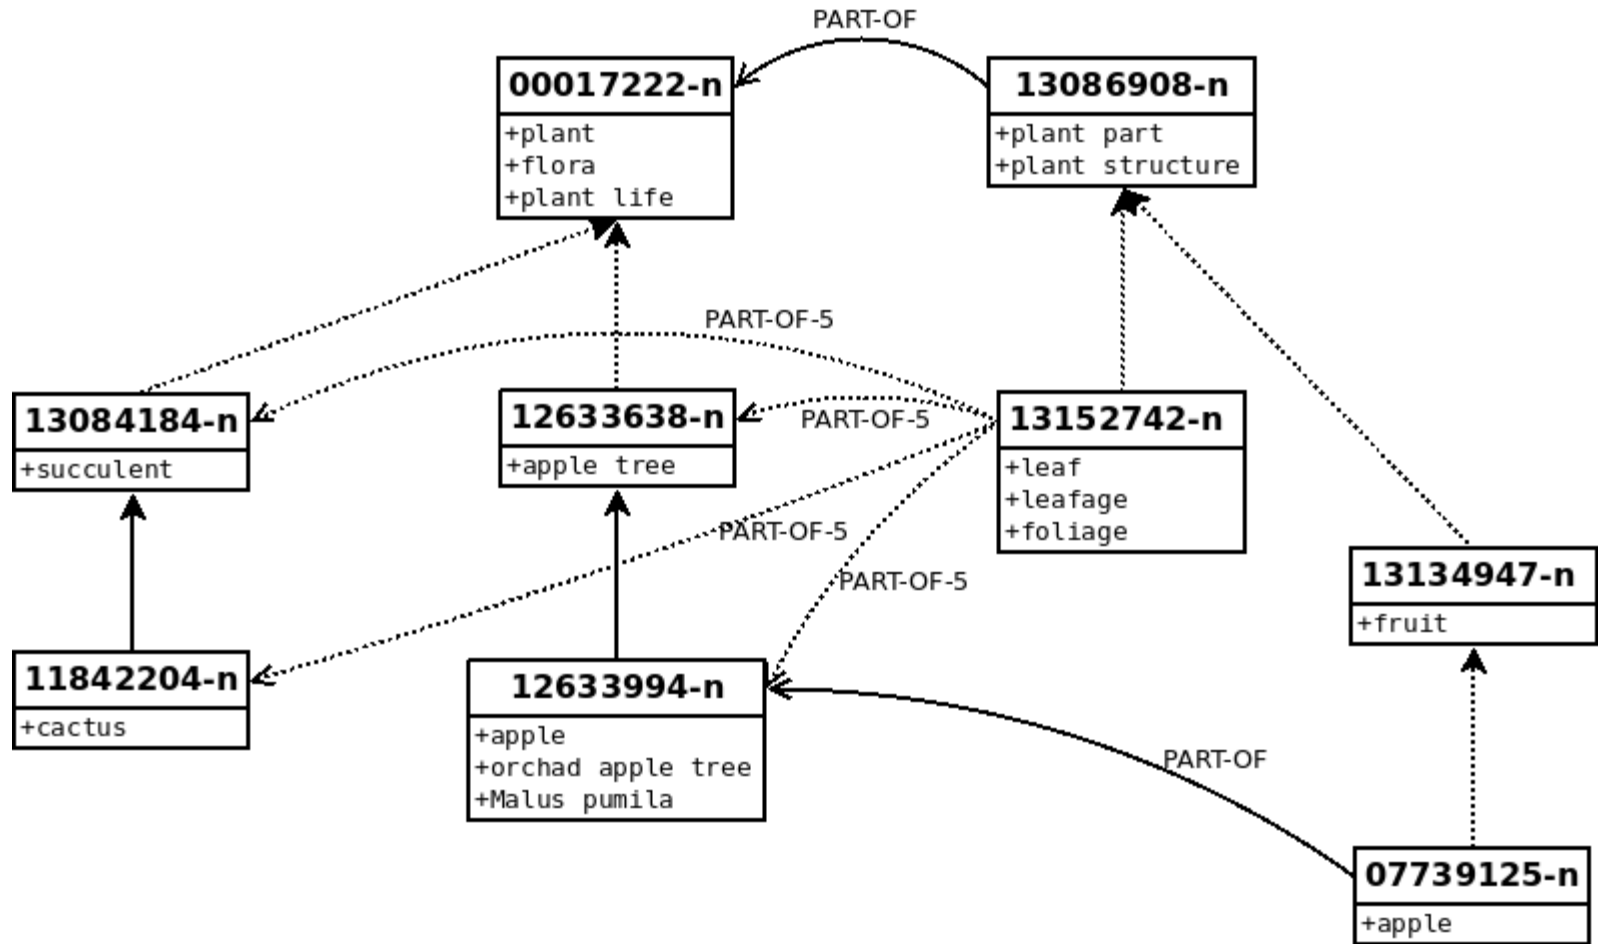 PART-OF
00017222-n
+plant
+flora
+plant life
13086908-n
+plant part
+plant structure
PART-OF-5
13084184-n
+succulent
12633638-n
+apple tree
PART-OF-5
13152742-n
+leaf
+leafage
+foliage
PART-OF-5
PART-OF-5
13134947-n
+fruit
11842204-n
+cactus
12633994-n
+apple
+orchad apple tree
+Malus pumila
PART-OF
07739125-n
+apple